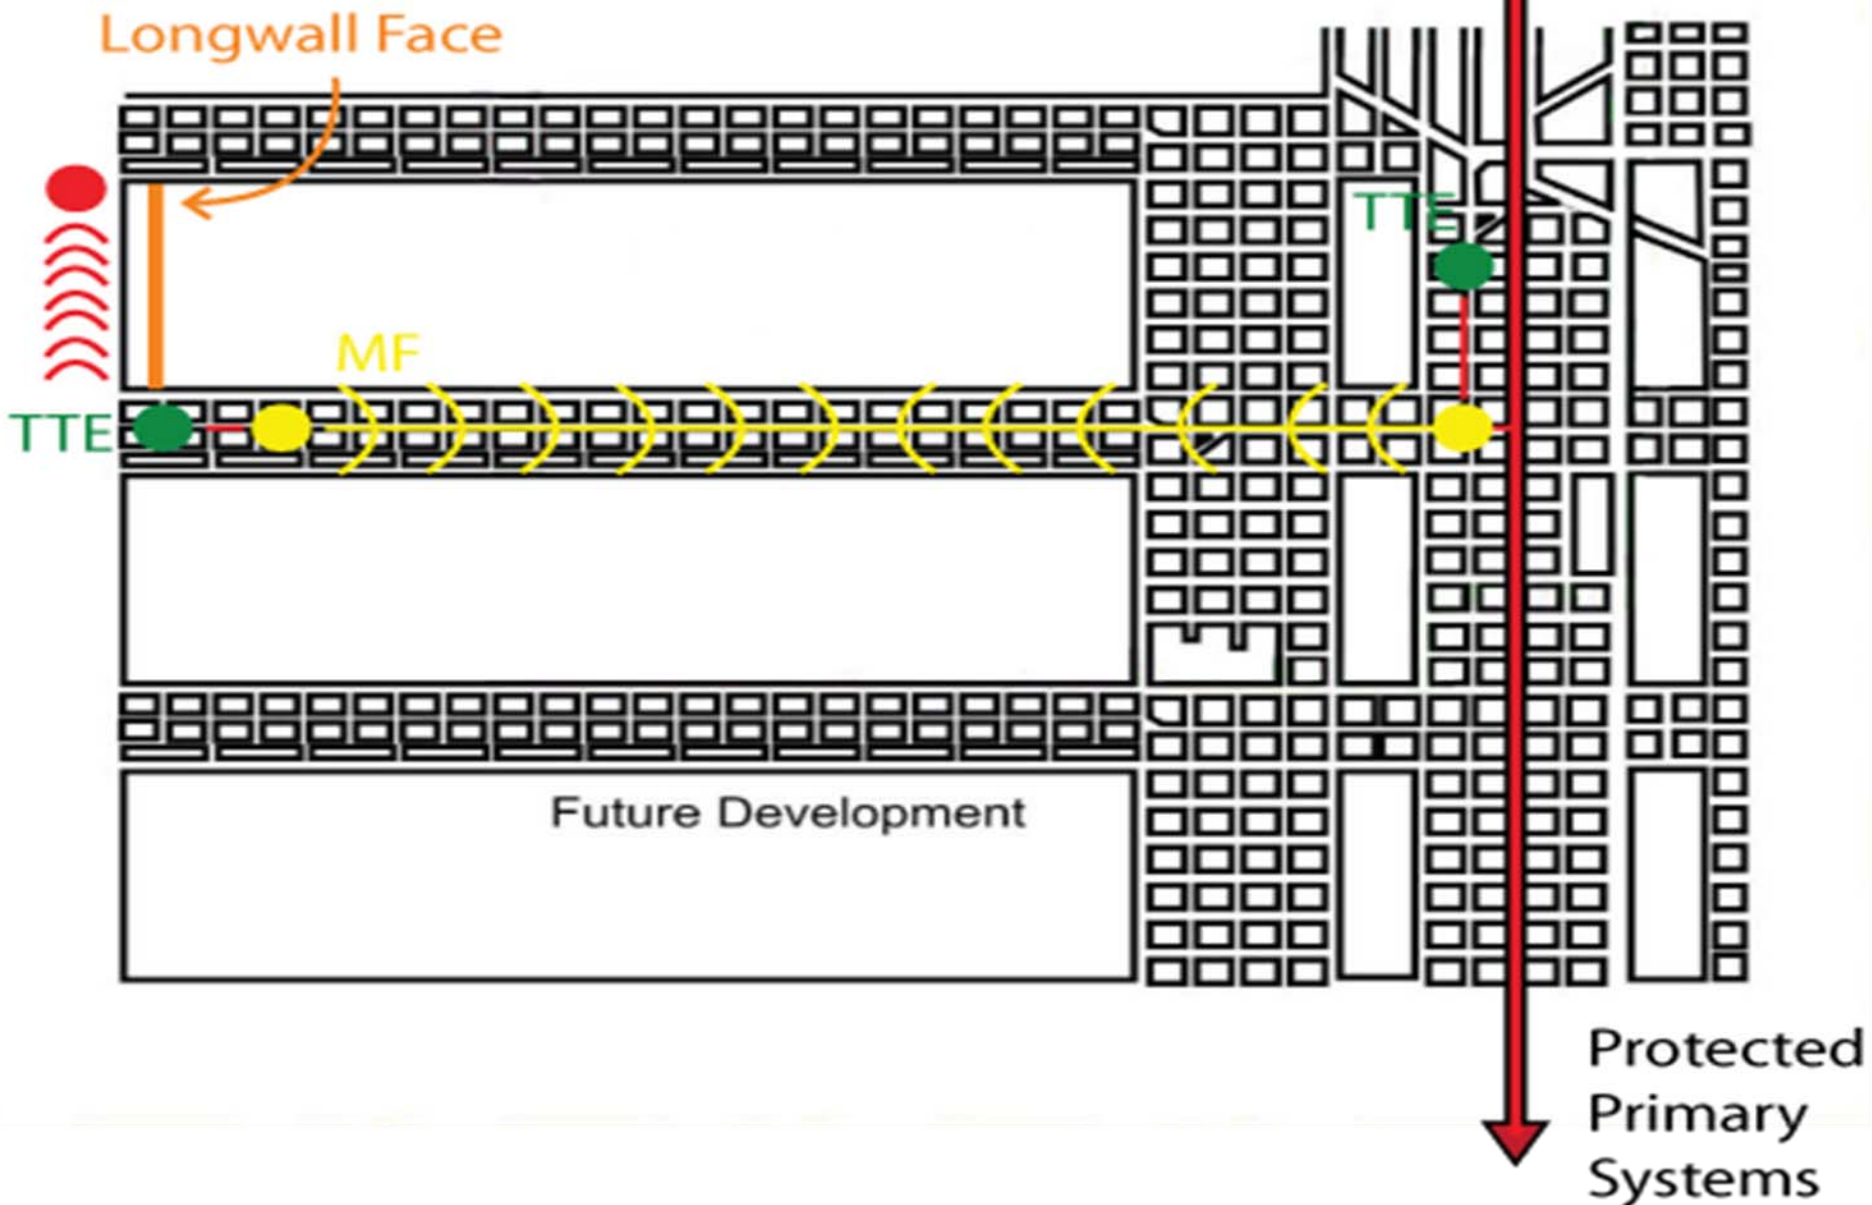 Longwall Face
TTE
MF
TTE
Future Development
Protected
Primary
Systems